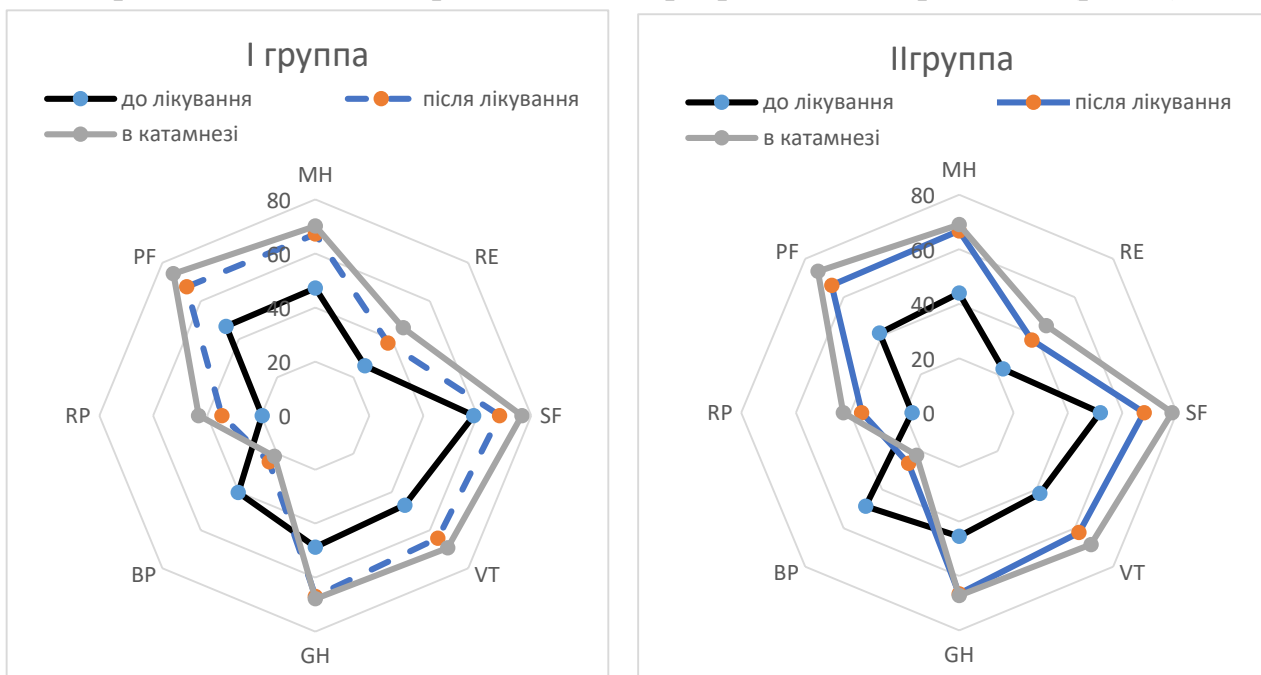 І группа
до лікування
після лікування
в катамнезі
MH
80
PF
RE
60
40
20
RP
0
SF
BP
VT
GH
ІІгруппа
до лікування
після лікування
в катамнезі
MH
80
PF
RE
60
40
20
RP
0
SF
BP
VT
GH